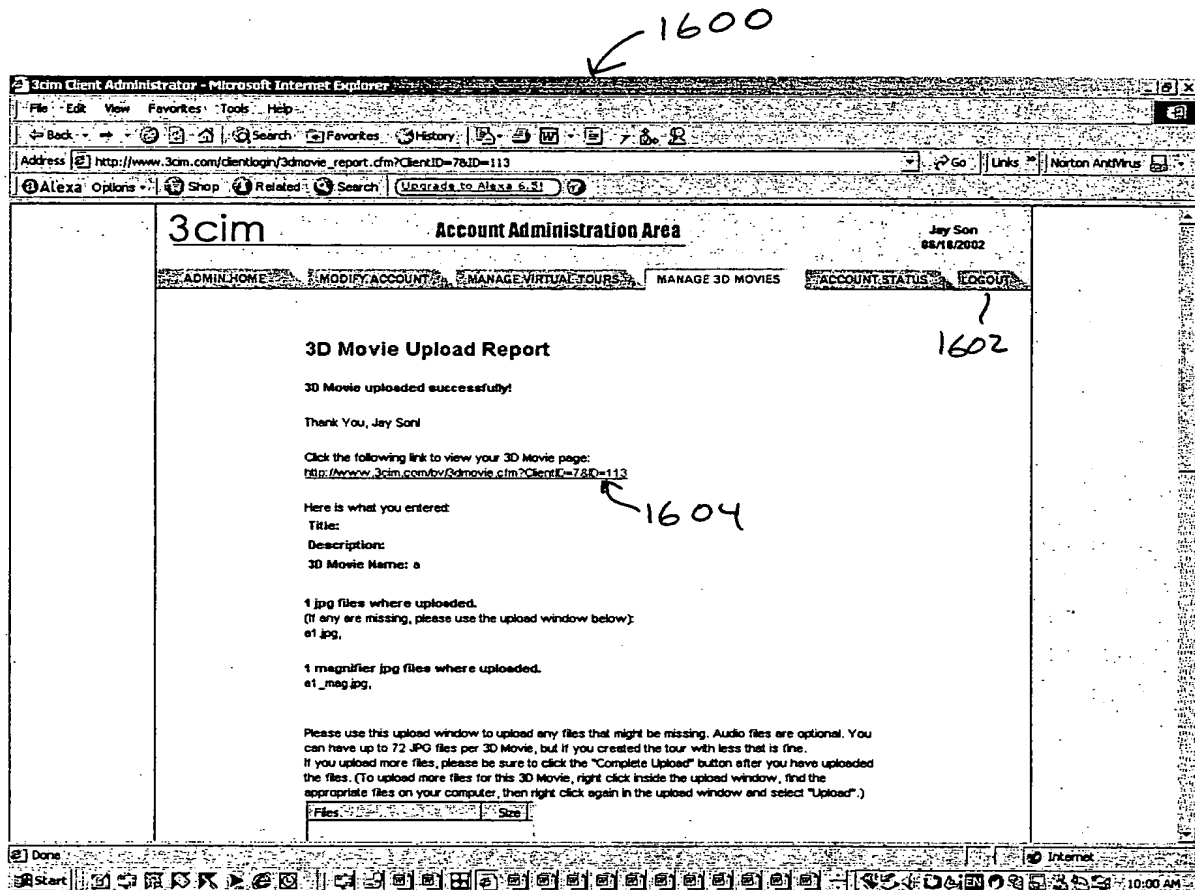 1600
3cim Client Administrator - Microsoft Internet Explorer
File Edit View Favorites Tools Help
Back Search Favorites History
Address http://www.3cim.com/clientlogin/3dmovie_report.cfm?ClientID=7&ID=113 Go Links » Norton AntiVirus
Alexa Options Shop Related Search Upgrade to Alexa 6.5!
3cim Account Administration Area Jay Son
08/18/2002
ADMIN HOME MODIFY ACCOUNT MANAGE VIRTUAL TOURS MANAGE 3D MOVIES ACCOUNT STATUS LOGOUT
1602
3D Movie Upload Report
3D Movie uploaded successfully!
Thank You, Jay Son!
Click the following link to view your 3D Movie page:
http://www.3cim.com/bv/3dmovie.cfm?ClientID=7&ID=113
1604
Here is what you entered:
Title:
Description:
3D Movie Name: a
1 jpg files where uploaded.
(If any are missing, please use the upload window below):
a1.jpg,
1 magnifier jpg files where uploaded.
a1_mag.jpg,
Please use this upload window to upload any files that might be missing. Audio files are optional. You
can have up to 72 JPG files per 3D Movie, but if you created the tour with less that is fine.
If you upload more files, please be sure to click the "Complete Upload" button after you have uploaded
the files. (To upload more files for this 3D Movie, right click inside the upload window, find the
appropriate files on your computer, then right click again in the upload window and select "Upload".)
Files Size
Done Internet
Start EN 10:00 AM